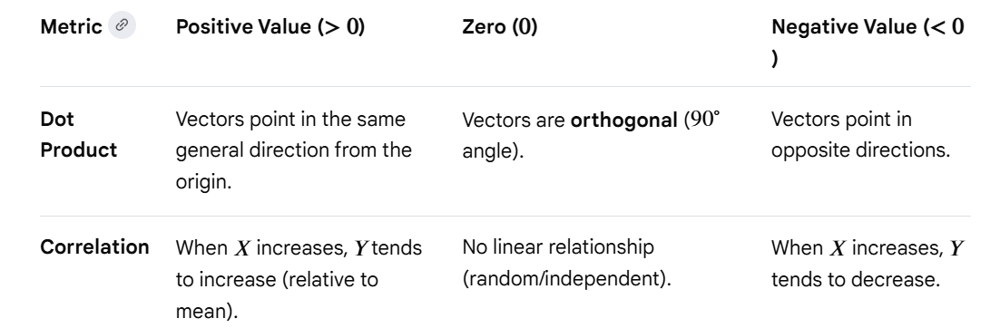 Metric Positive Value (> 0) Zero (0) Negative Value (< 0
)
Dot
Product
Vectors point in the same
general direction from the
origin.
Vectors are orthogonal (90°
angle).
Vectors point in
opposite directions.
Correlation
When X increases, Y tends
to increase (relative to
mean).
No linear relationship
(random/independent).
When X increases, Y
tends to decrease.